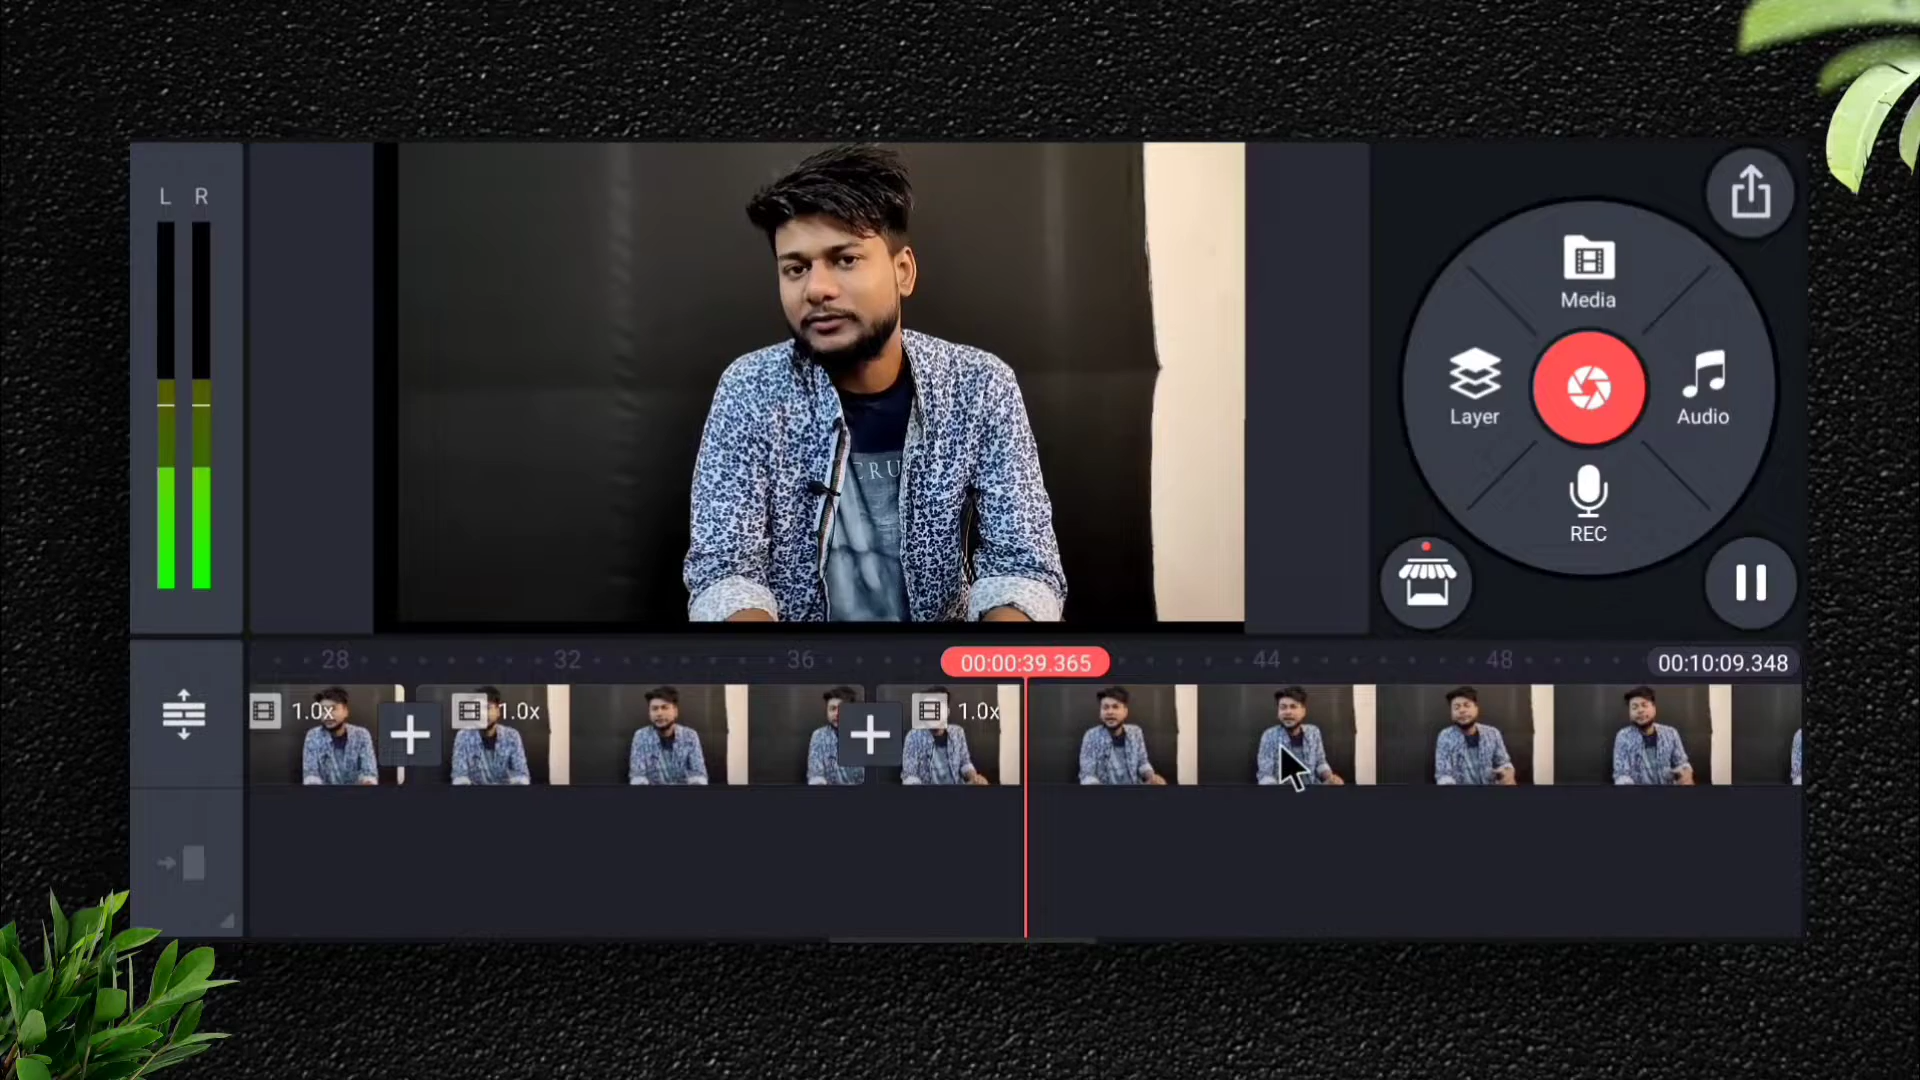 L R
Media
Layer
Audio
REC
CRU
28 32 36 00:00:39.365 44 48 00:10:09.348
1.0x 1.0x 1.0x